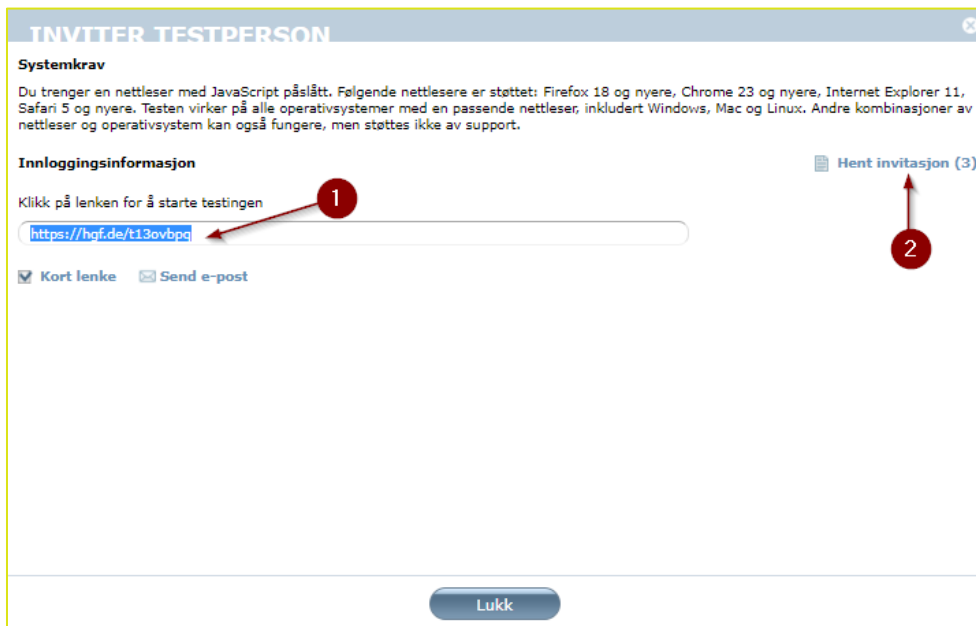 INVITER TESTPERSON
Systemkrav
Du trenger en nettleser med JavaScript påslått. Følgende nettlesere er støttet: Firefox 18 og nyere, Chrome 23 og nyere, Internet Explorer 11,
Safari 5 og nyere. Testen virker på alle operativsystemer med en passende nettleser, inkludert Windows, Mac og Linux. Andre kombinasjoner av
nettleser og operativsystem kan også fungere, men støttes ikke av support.
Innloggingsinformasjon
Hent invitasjon (3)
Klikk på lenken for å starte testingen
1
https://hgf.de/t13ovbpq
2
Kort lenke
Send e-post
Lukk